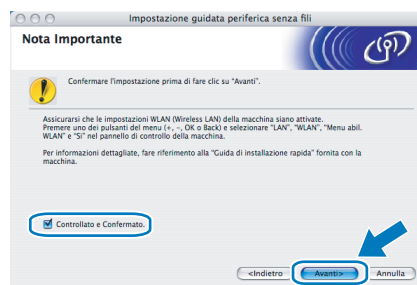 Impostazione guidata periferica senza fili
Nota Importante
Confermare l'impostazione prima di fare clic su "Avanti".
Assicurarsi che le impostazioni WLAN (Wireless LAN) della macchina siano attivate.
Premere uno dei pulsanti del menu (+, -, OK o Back) e selezionare "LAN", "WLAN", "Menu abil.
WLAN" e "Sì" nel pannello di controllo della macchina.
Per informazioni dettagliate, fare riferimento alla "Guida di installazione rapida" fornita con la
macchina.
Controllato e Confermato.
<Indietro Avanti> Annulla